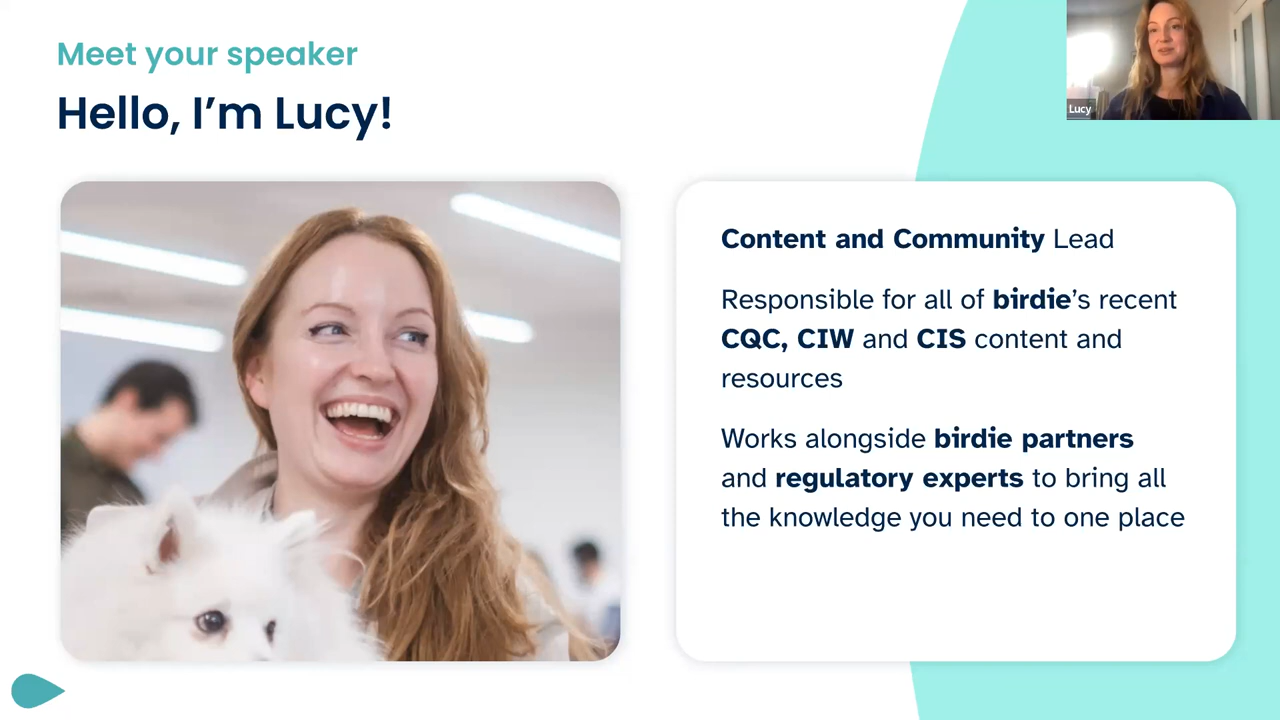 Meet your speaker
Hello, I’m Lucy!
Lucy
Content and Community Lead
Responsible for all of birdie’s recent
CQC, CIW and CIS content and
resources
Works alongside birdie partners
and regulatory experts to bring all
the knowledge you need to one place